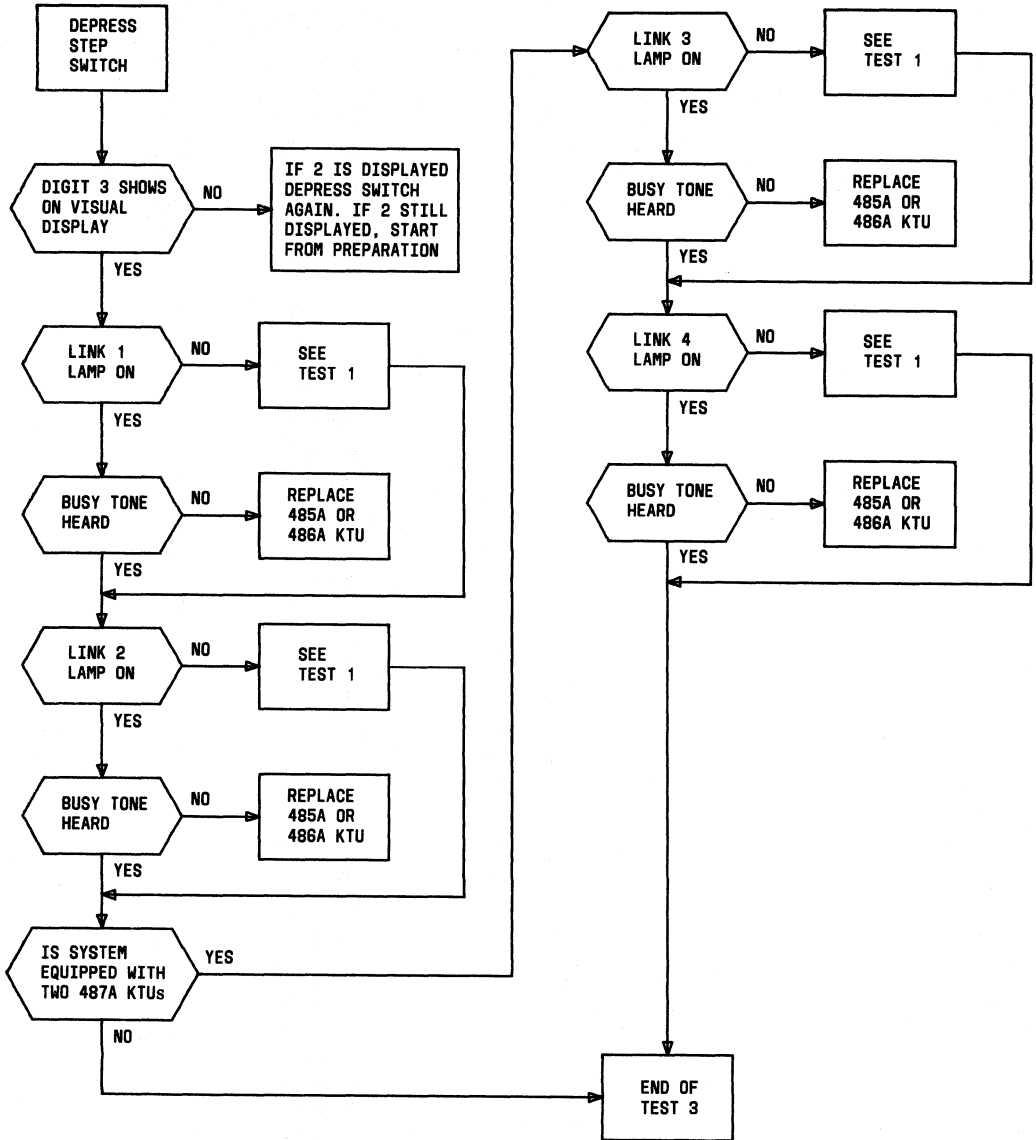 DEPRESS
STEP
SWITCH
DIGIT 3 SHOWS
ON VISUAL
DISPLAY
NO
IF 2 IS DISPLAYED
DEPRESS SWITCH
AGAIN. IF 2 STILL
DISPLAYED, START
FROM PREPARATION
YES
LINK 1
LAMP ON
NO
SEE
TEST 1
YES
BUSY TONE
HEARD
NO
REPLACE
485A OR
486A KTU
YES
LINK 2
LAMP ON
NO
SEE
TEST 1
YES
BUSY TONE
HEARD
NO
REPLACE
485A OR
486A KTU
YES
IS SYSTEM
EQUIPPED WITH
TWO 487A KTUs
YES
NO
LINK 3
LAMP ON
NO
SEE
TEST 1
YES
BUSY TONE
HEARD
NO
REPLACE
485A OR
486A KTU
YES
LINK 4
LAMP ON
NO
SEE
TEST 1
YES
BUSY TONE
HEARD
NO
REPLACE
485A OR
486A KTU
YES
END OF
TEST 3